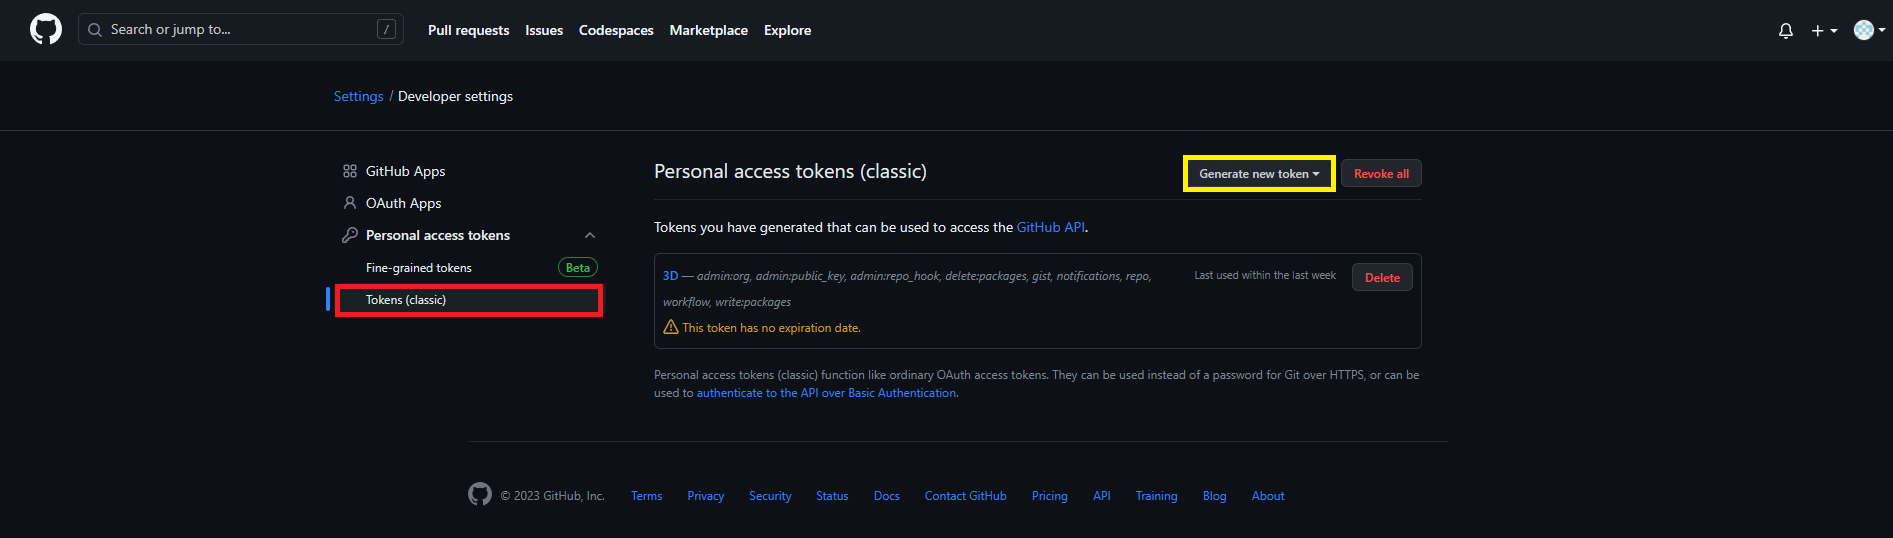 Search or jump to... /
Pull requests Issues Codespaces Marketplace Explore
Settings / Developer settings
GitHub Apps
OAuth Apps
Personal access tokens
Fine-grained tokens Beta
Tokens (classic)
Personal access tokens (classic)
Generate new token
Revoke all
Tokens you have generated that can be used to access the GitHub API.
3D — admin:org, admin:public_key, admin:repo_hook, delete:packages, gist, notifications, repo,
workflow, write:packages
Last used within the last week
Delete
This token has no expiration date.
Personal access tokens (classic) function like ordinary OAuth access tokens. They can be used instead of a password for Git over HTTPS, or can be
used to authenticate to the API over Basic Authentication.
© 2023 GitHub, Inc. Terms Privacy Security Status Docs Contact GitHub Pricing API Training Blog About